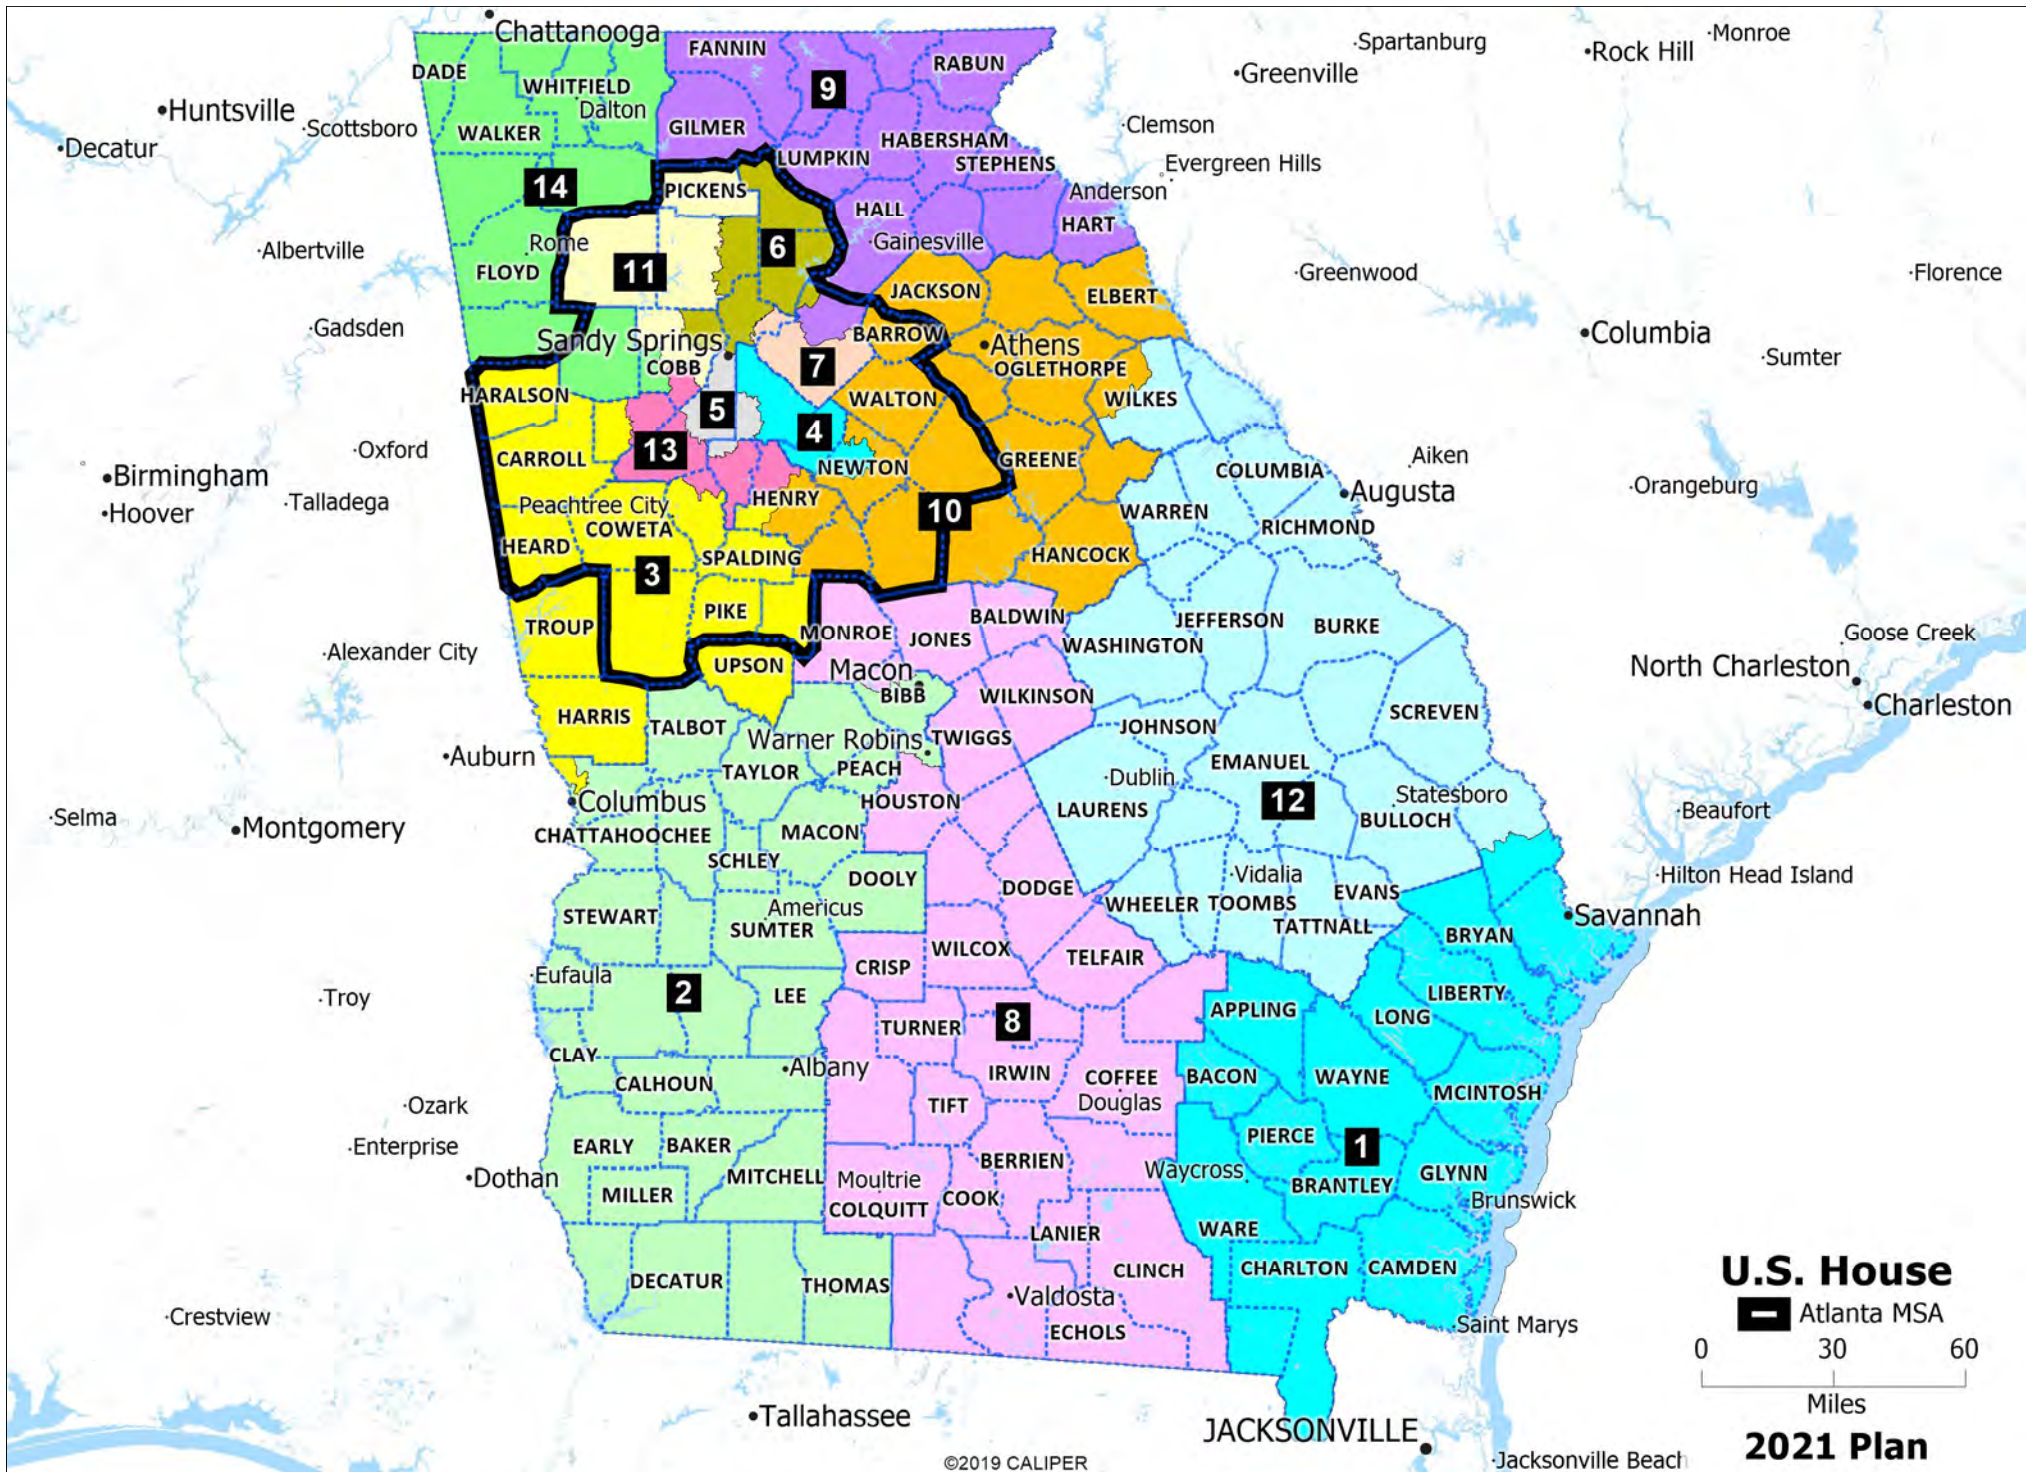 Chattanooga
FANNIN
Spartanburg
Rock Hill
Monroe
DADE
RABUN
Greenville
WHITFIELD
9
Huntsville
Dalton
Scottsboro
WALKER
GILMER
HABERSHAM
Clemson
Decatur
LUMPKIN
STEPHENS
Evergreen Hills
14
PICKENS
Anderson
HALL
HART
Albertville
Rome
Gainesville
6
FLOYD
11
Greenwood
Florence
JACKSON
ELBERT
Gadsden
Sandy Springs
BARROW
Athens
Columbia
COBB
7
OGLETHORPE
Sumter
HARALSON
WALTON
WILKES
5
4
Oxford
13
CARROLL
NEWTON
GREENE
COLUMBIA
Aiken
Birmingham
Talladega
Peachtree City
HENRY
Augusta
Orangeburg
Hoover
COWETA
10
WARREN
RICHMOND
HEARD
SPALDING
HANCOCK
3
PIKE
TROUP
MONROE
JONES
BALDWIN
JEFFERSON
BURKE
Goose Creek
Alexander City
UPSON
Macon
WASHINGTON
North Charleston
BIBB
WILKINSON
Charleston
HARRIS
TALBOT
JOHNSON
SCREVEN
Auburn
Warner Robins
TWIGGS
TAYLOR
PEACH
EMANUEL
Dublin
Columbus
HOUSTON
LAURENS
12
Statesboro
BULLOCH
Beaufort
Selma
Montgomery
CHATTAHOOCHEE
MACON
SCHLEY
DOOLY
DODGE
Vidalia
EVANS
Hilton Head Island
STEWART
Americus
SUMTER
WHEELER
TOOMBS
TATTNALL
Savannah
BRYAN
WILCOX
TELFAIR
CRISP
Eufaula
Troy
2
LEE
LIBERTY
TURNER
8
APPLING
LONG
CLAY
Albany
CALHOUN
IRWIN
COFFEE
Douglas
BACON
WAYNE
MCINTOSH
Ozark
TIFT
Enterprise
EARLY
BAKER
PIERCE
1
BERRIEN
Dothan
MITCHELL
Moultrie
Waycross
GLYNN
MILLER
COLQUITT
COOK
BRANTLEY
Brunswick
LANIER
WARE
CLINCH
CHARLTON
CAMDEN
DECATUR
THOMAS
Valdosta
Crestview
ECHOLS
Saint Marys
U.S. House
Atlanta MSA
0 30 60
Miles
2021 Plan
Tallahassee
JACKSONVILLE
Jacksonville Beach
©2019 CALIPER